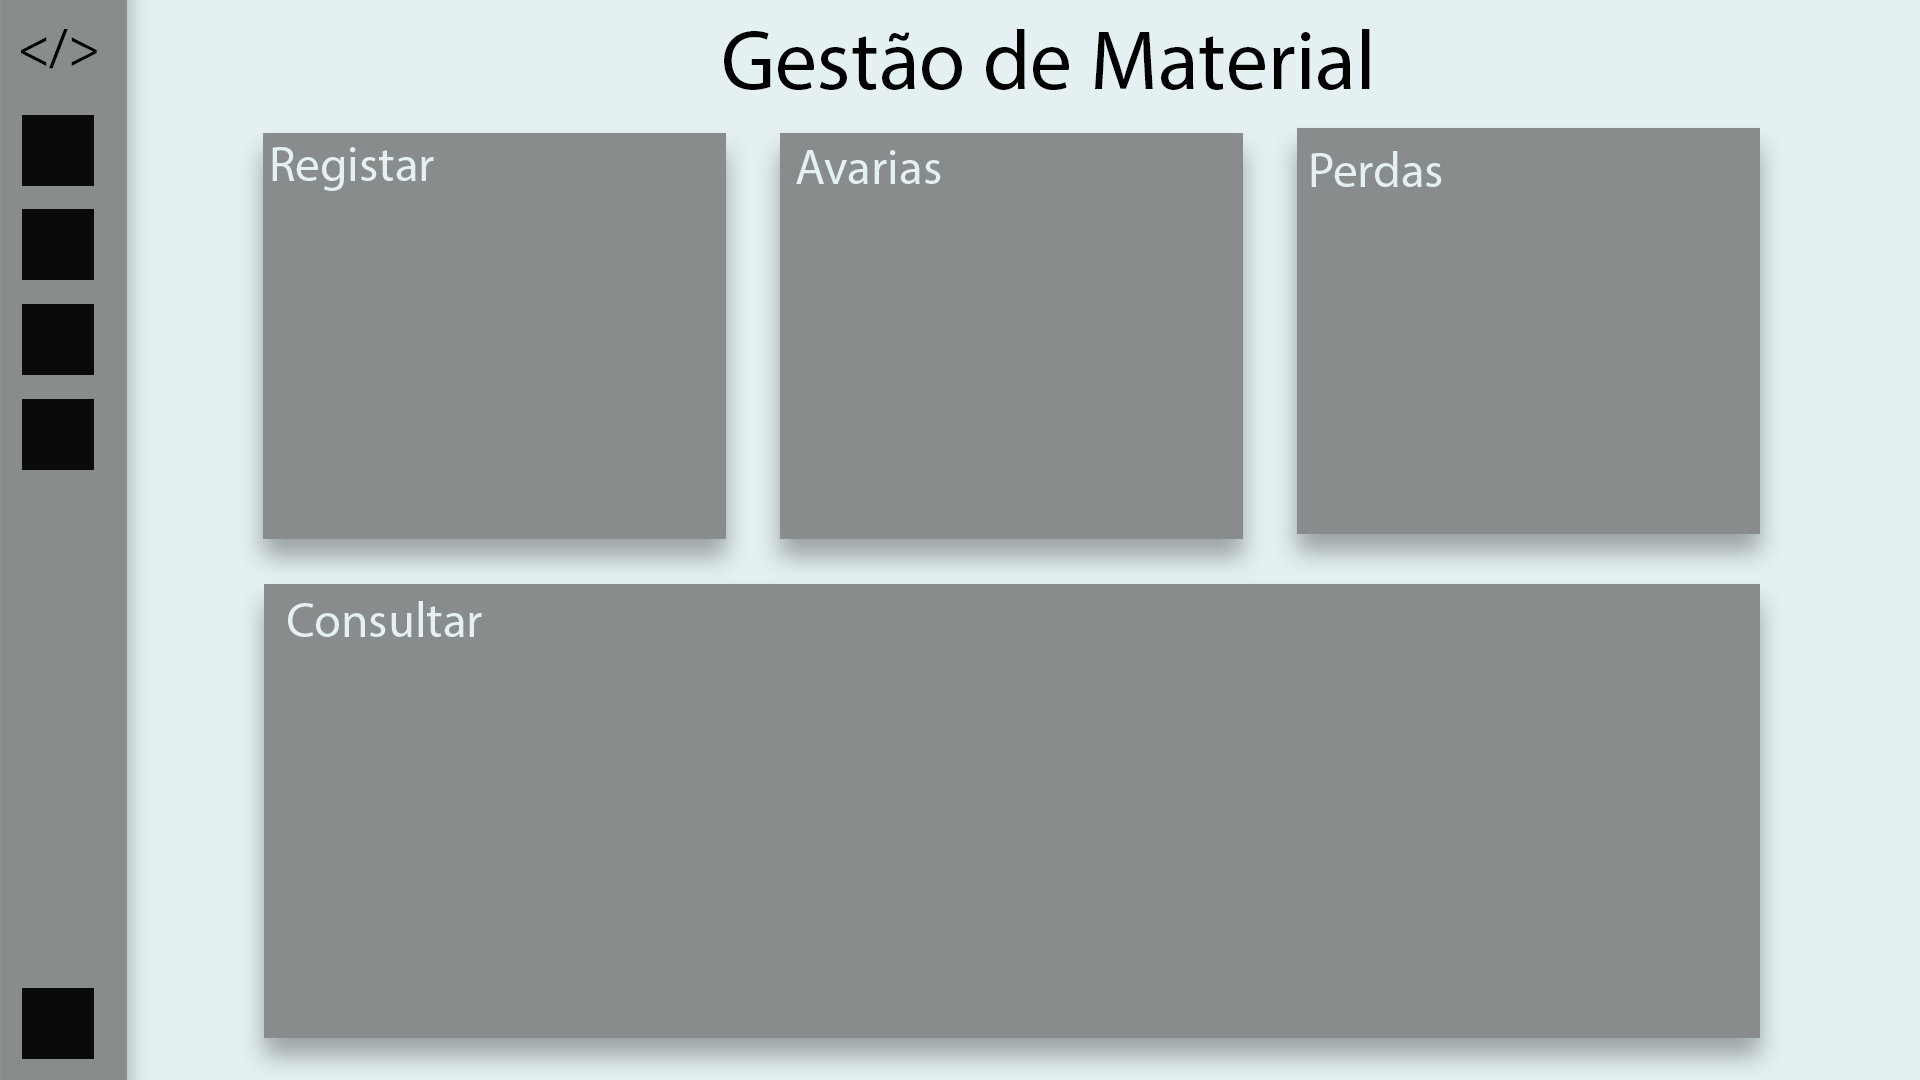 </>
Gestão de Material
Registar
Avarias
Perdas
Consultar